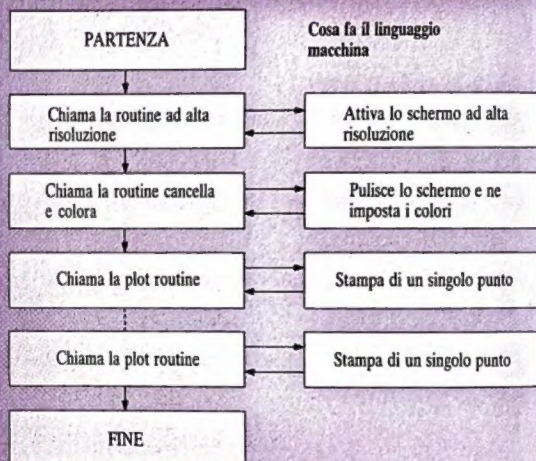 PARTENZA
Cosa fa il linguaggio
macchina
Chiama la routine ad alta
risoluzione
Attiva lo schermo ad alta
risoluzione
Chiama la routine cancella
e colora
Pulisce lo schermo e ne
imposta i colori
Chiama la plot routine
Stampa di un singolo punto
Chiama la plot routine
Stampa di un singolo punto
FINE